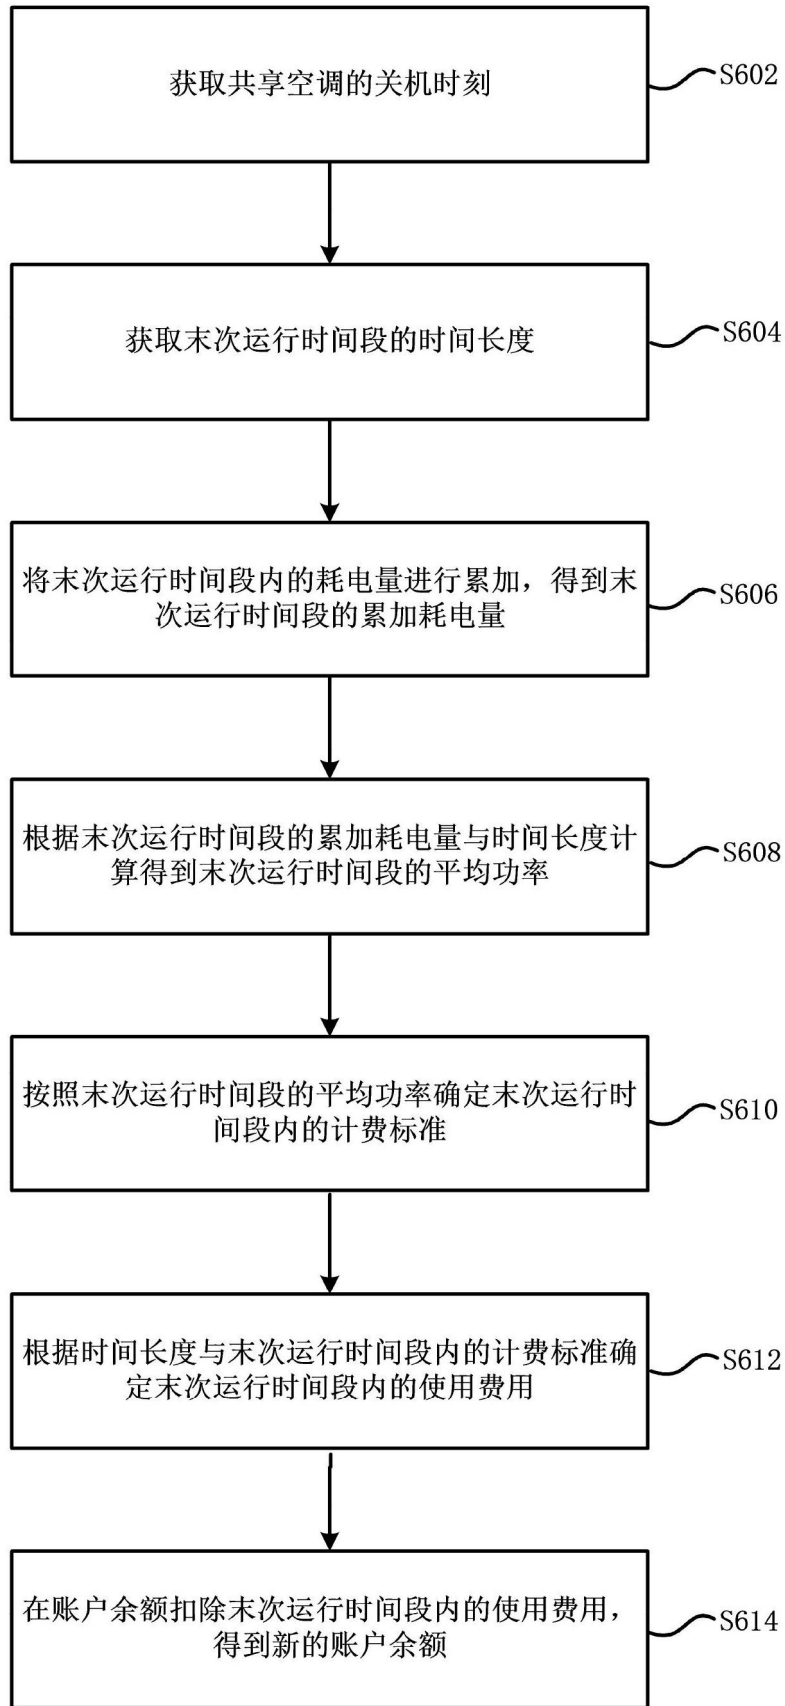 获取共享空调的关机时刻
S602
获取末次运行时间段的时间长度
S604
将末次运行时间段内的耗电量进行累加，得到末
次运行时间段的累加耗电量
S606
根据末次运行时间段的累加耗电量与时间长度计
算得到末次运行时间段的平均功率
S608
按照末次运行时间段的平均功率确定末次运行时
间段内的计费标准
S610
根据时间长度与末次运行时间段内的计费标准确
定末次运行时间段内的使用费用
S612
在账户余额扣除末次运行时间段内的使用费用，
得到新的账户余额
S614